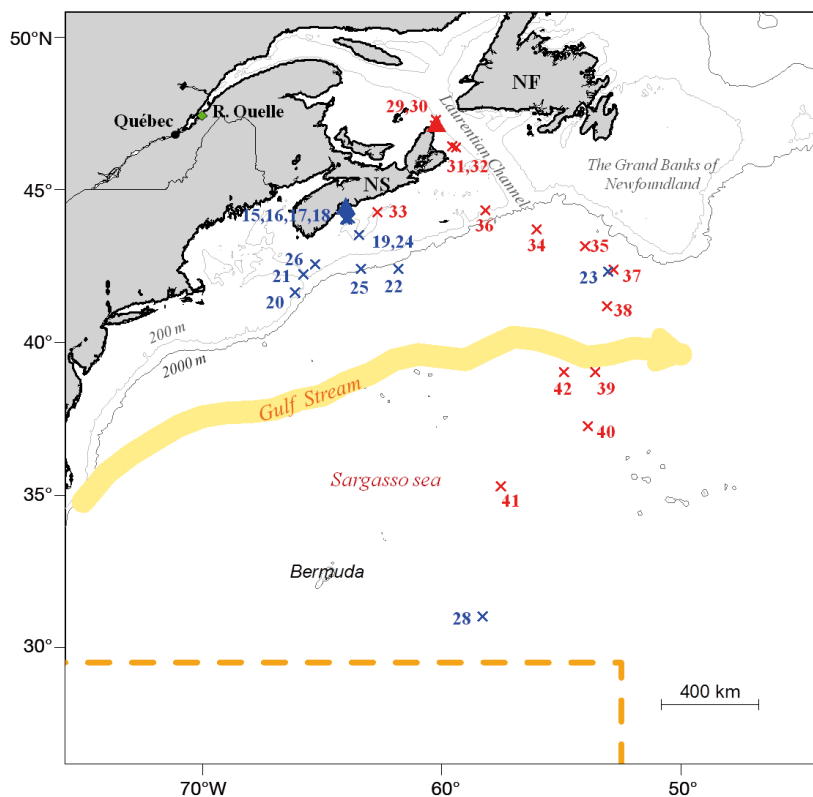 50°N
NF
29,30
Québec
R. Ouelle
Laurentian Channel
31,32
The Grand Banks of
Newfoundland
45°
NS
15,16,17,18
33
36
34
35
19,24
26
21
25
22
23
37
20
38
200 m
2000 m
40°
Gulf Stream
42
39
40
Sargasso sea
41
35°
Bermuda
28
30°
400 km
70°W
60°
50°